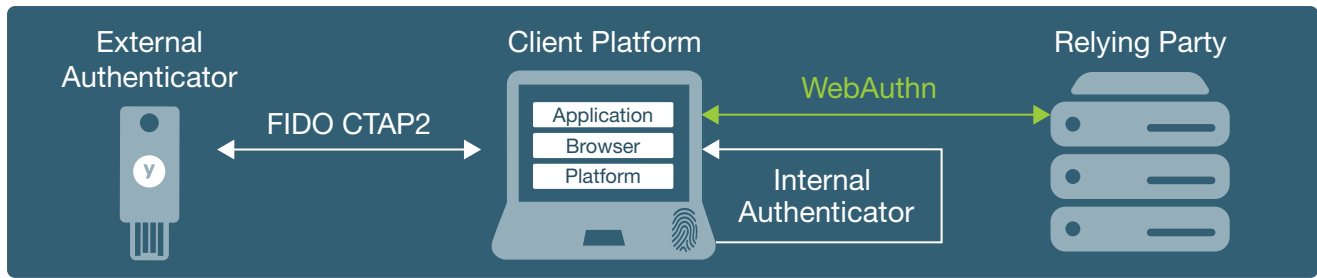 External
Authenticator
Client Platform
Relying Party
FIDO CTAP2
WebAuthn
Application
Browser
Platform
Internal
Authenticator
y